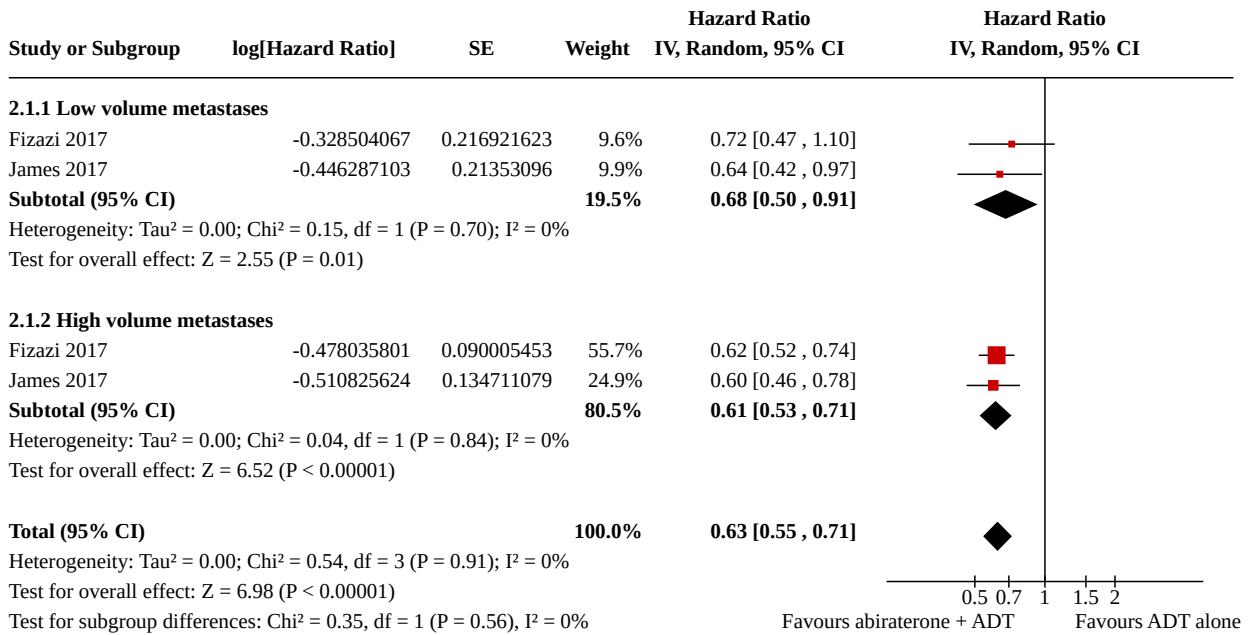 Hazard Ratio Hazard Ratio
Study or Subgroup log[Hazard Ratio] SE Weight IV, Random, 95% CI IV, Random, 95% CI
2.1.1 Low volume metastases
Fizazi 2017 -0.328504067 0.216921623 9.6% 0.72 [0.47 , 1.10]
James 2017 -0.446287103 0.21353096 9.9% 0.64 [0.42 , 0.97]
Subtotal (95% CI) 19.5% 0.68 [0.50 , 0.91]
Heterogeneity: Tau² = 0.00; Chi² = 0.15, df = 1 (P = 0.70); I² = 0%
Test for overall effect: Z = 2.55 (P = 0.01)
2.1.2 High volume metastases
Fizazi 2017 -0.478035801 0.090005453 55.7% 0.62 [0.52 , 0.74]
James 2017 -0.510825624 0.134711079 24.9% 0.60 [0.46 , 0.78]
Subtotal (95% CI) 80.5% 0.61 [0.53 , 0.71]
Heterogeneity: Tau² = 0.00; Chi² = 0.04, df = 1 (P = 0.84); I² = 0%
Test for overall effect: Z = 6.52 (P < 0.00001)
Total (95% CI) 100.0% 0.63 [0.55 , 0.71]
Heterogeneity: Tau² = 0.00; Chi² = 0.54, df = 3 (P = 0.91); I² = 0%
Test for overall effect: Z = 6.98 (P < 0.00001) 0.5 0.7 1 1.5 2
Test for subgroup differences: Chi² = 0.35, df = 1 (P = 0.56), I² = 0% Favours abiraterone + ADT Favours ADT alone